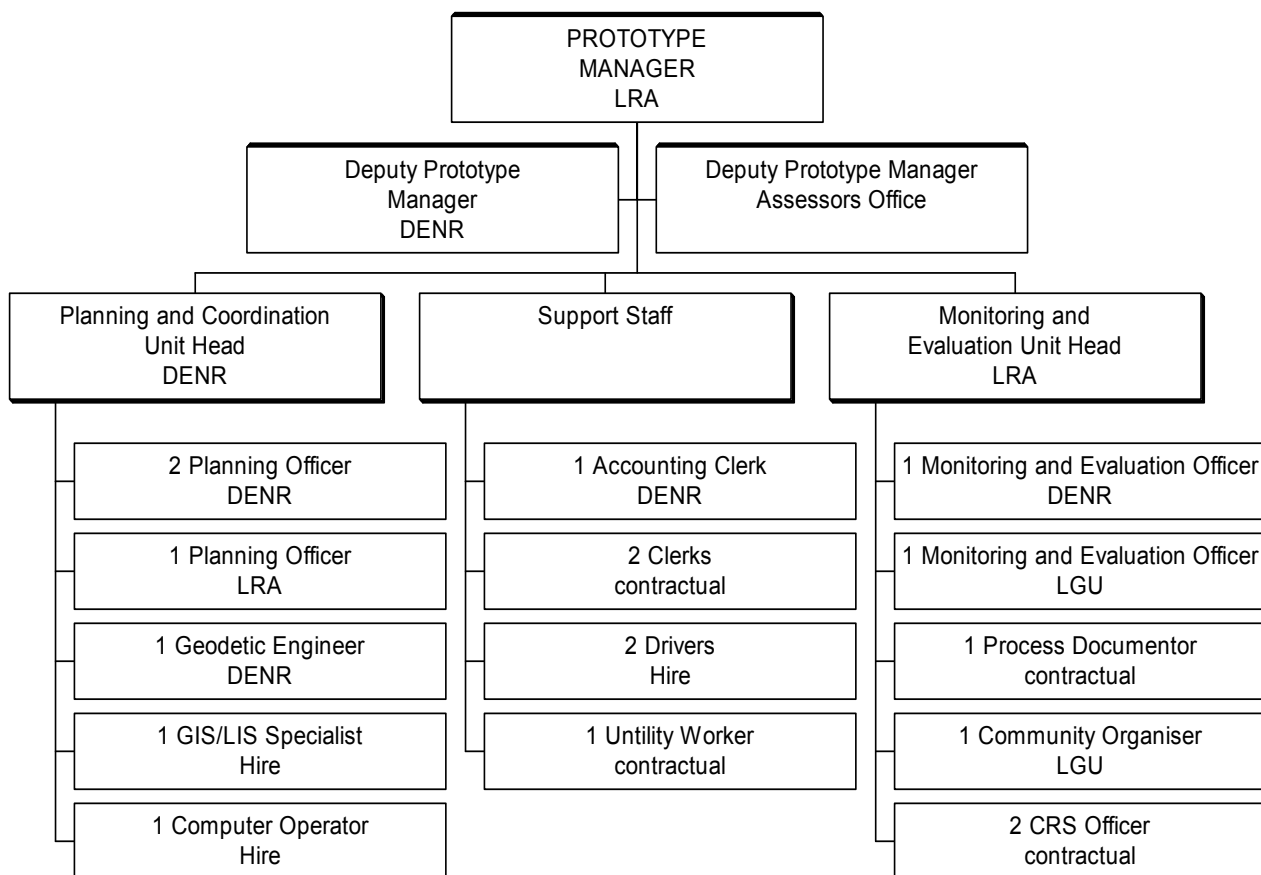 PROTOTYPE
MANAGER
LRA
Deputy Prototype
Manager
DENR
Deputy Prototype Manager
Assessors Office
Planning and Coordination
Unit Head
DENR
2 Planning Officer
DENR
1 Planning Officer
LRA
1 Geodetic Engineer
DENR
1 GIS/LIS Specialist
Hire
1 Computer Operator
Hire
Support Staff
1 Accounting Clerk
DENR
2 Clerks
contractual
2 Drivers
Hire
1 Untility Worker
contractual
Monitoring and
Evaluation Unit Head
LRA
1 Monitoring and Evaluation Officer
DENR
1 Monitoring and Evaluation Officer
LGU
1 Process Documentor
contractual
1 Community Organiser
LGU
2 CRS Officer
contractual